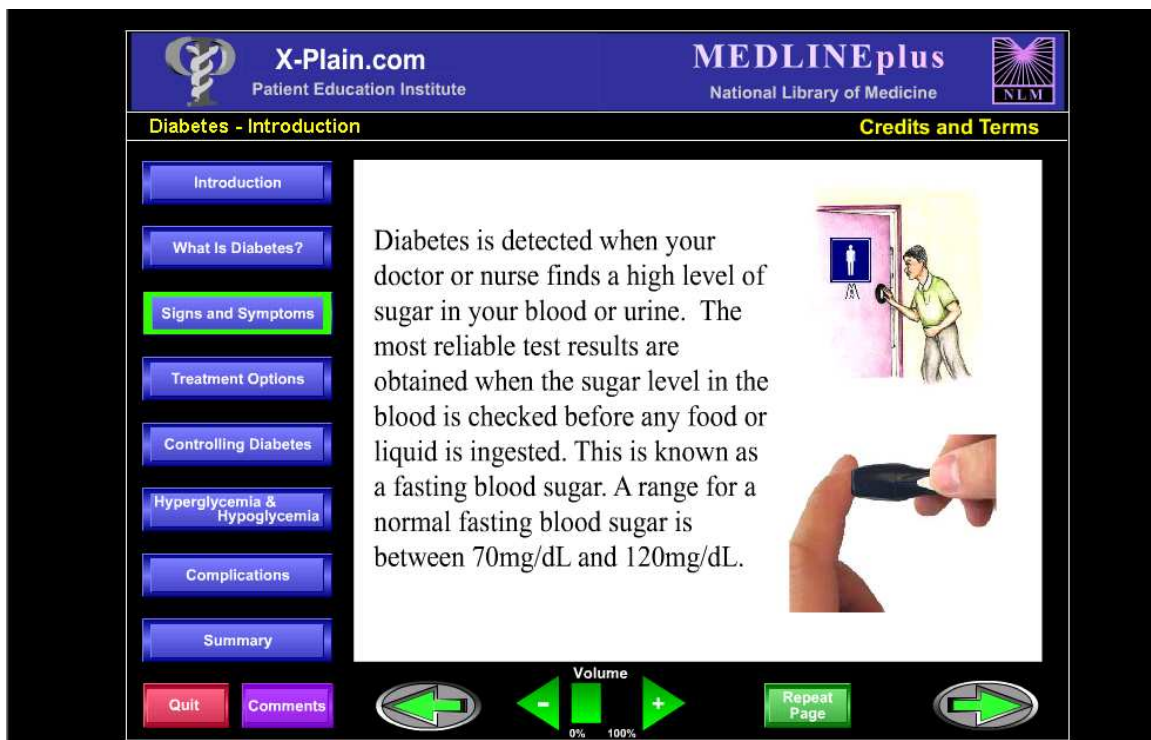 X-Plain.com
Patient Education Institute
MEDLINEplus
National Library of Medicine
NLM
Diabetes - Introduction
Credits and Terms
Introduction
What Is Diabetes?
Signs and Symptoms
Treatment Options
Controlling Diabetes
Hyperglycemia &
Hypoglycemia
Complications
Summary
Diabetes is detected when your
doctor or nurse finds a high level of
sugar in your blood or urine.  The
most reliable test results are
obtained when the sugar level in the
blood is checked before any food or
liquid is ingested. This is known as
a fasting blood sugar. A range for a
normal fasting blood sugar is
between 70mg/dL and 120mg/dL.
Quit
Comments
Volume
-
+
0%
100%
Repeat
Page